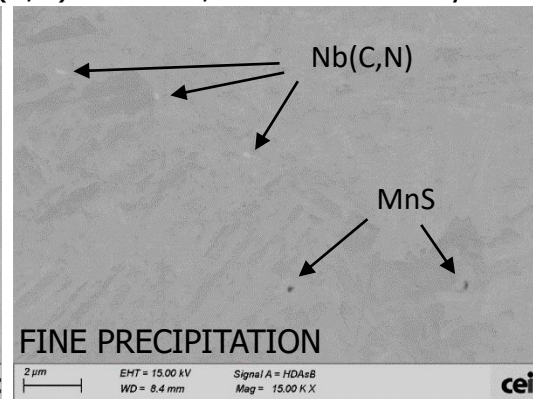 Nb(C,N)
MnS
FINE PRECIPITATION
2 µm
EHT = 15.00 kV
Signal A = HDAsB
WD = 8.4 mm
Mag = 15.00 K X
cei